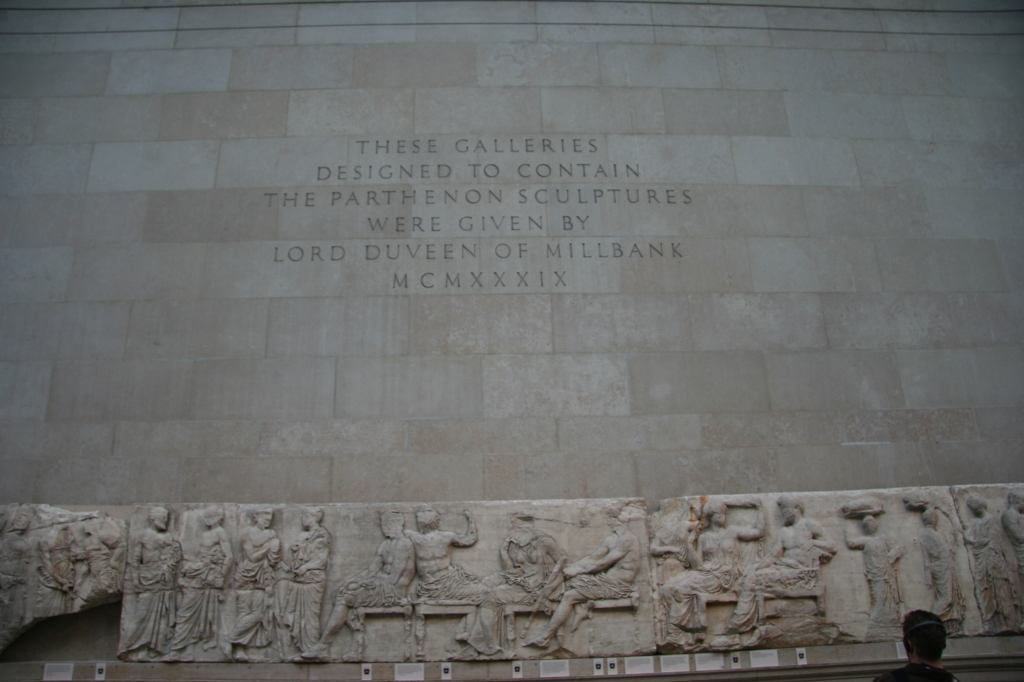 THESE GALLERIES
DESIGNED TO CONTAIN
THE PARTHENON SCULPTURES
WERE GIVEN BY
LORD DUVEEN OF MILLBANK
MCMXXXIX